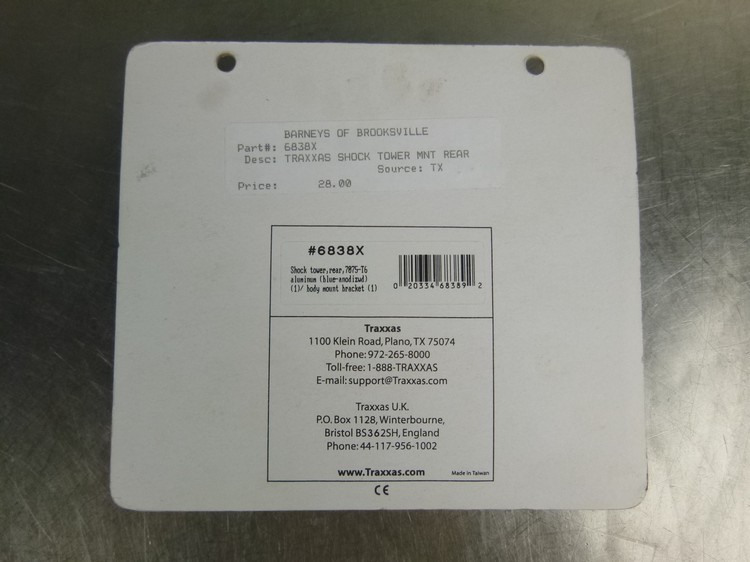 BARNEYS OF BROOKSVILLE
Part#: 6838X
Desc: TRAXXAS SHOCK TOWER MNT REAR
Source: TX
Price: 28.00
#6838X
Shock tower,rear,7075-T6
aluminum (blue-anodizwd)
(1)/ body mount bracket (1)
0 20334 68389 2
Traxxas
1100 Klein Road, Plano, TX 75074
Phone: 972-265-8000
Toll-free: 1-888-TRAXXAS
E-mail: support@Traxxas.com
Traxxas U.K.
P.O. Box 1128, Winterbourne,
Bristol BS362SH, England
Phone: 44-117-956-1002
www.Traxxas.com
Made in Taiwan
CE